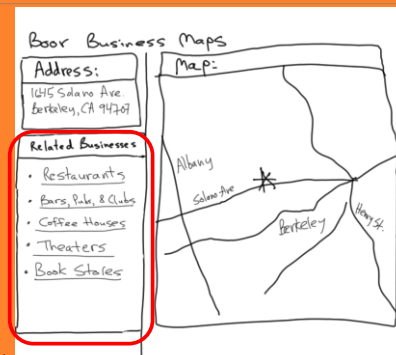 Boor Business Maps
Address:
1645 Solano Ave.
Berkeley, CA 94707
Related Businesses
• Restaurants
• Bars, Pubs, & Clubs
• Coffee Houses
• Theaters
• Book Stores
Map:
Albany
Solano Ave
Berkeley
Henry St.